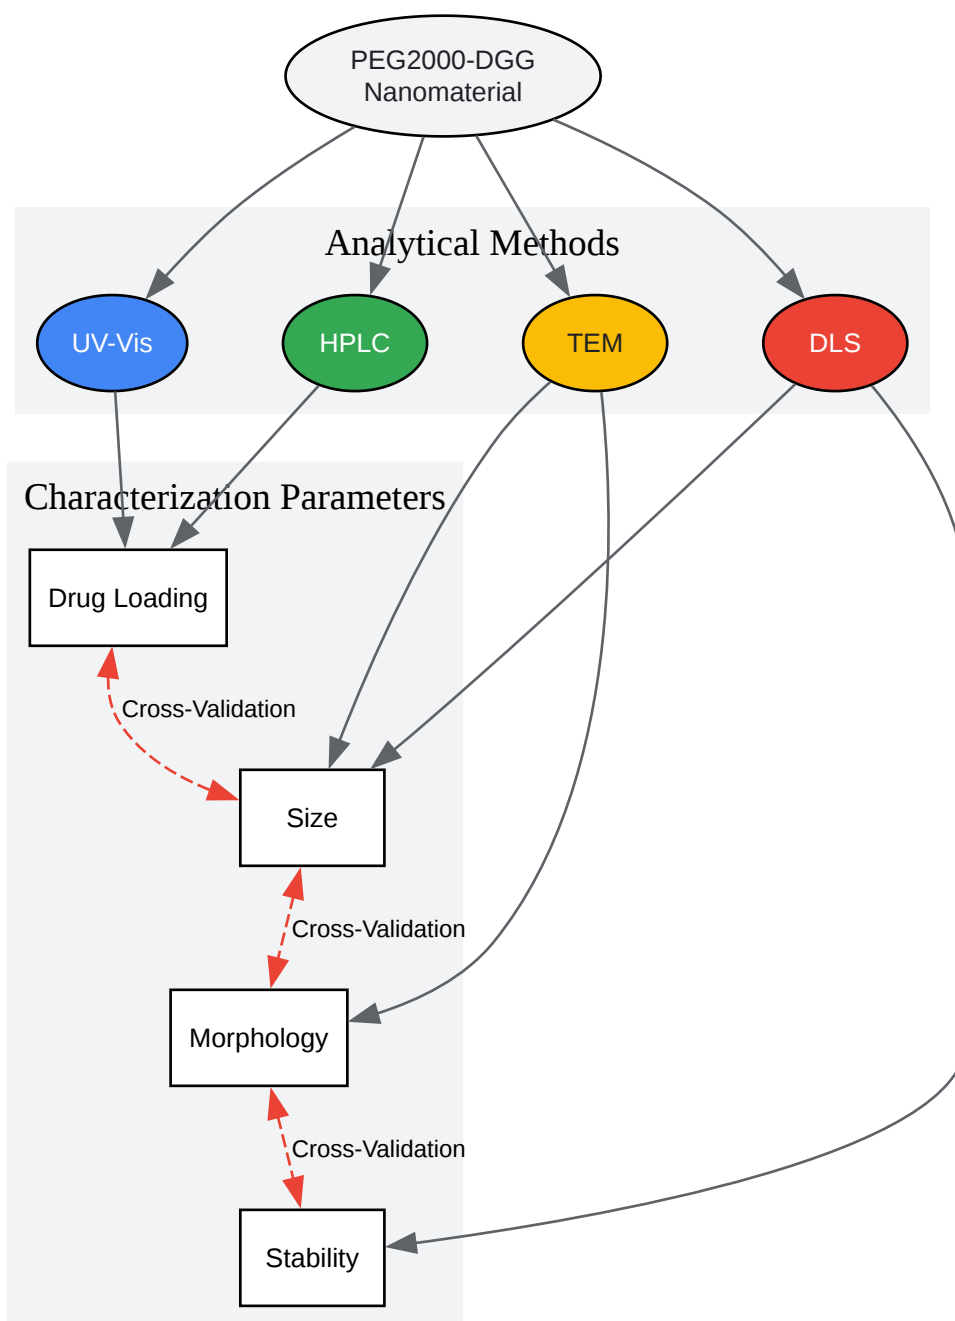 PEG2000-DGG
Nanomaterial
Analytical Methods
UV-Vis
HPLC
TEM
DLS
Characterization Parameters
Drug Loading
Cross-Validation
Size
Cross-Validation
Morphology
Cross-Validation
Stability